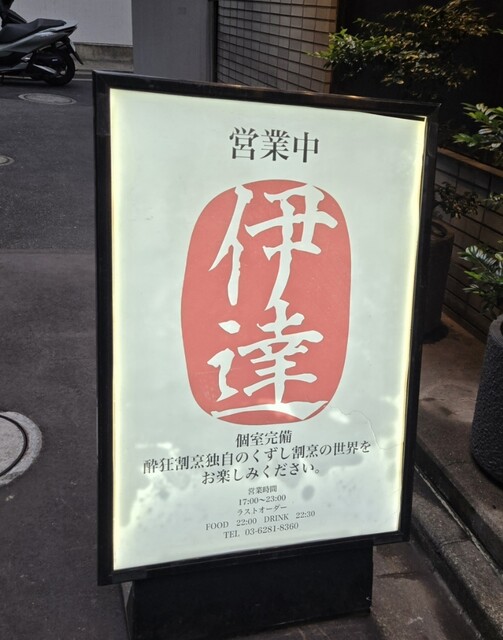 営業中
伊達
個室完備
酔狂割烹独自のくずし割烹の世界を
お楽しみください。
営業時間
17:00〜23:00
ラストオーダー
FOOD 22:00 DRINK 22:30
TEL 03-6281-8360